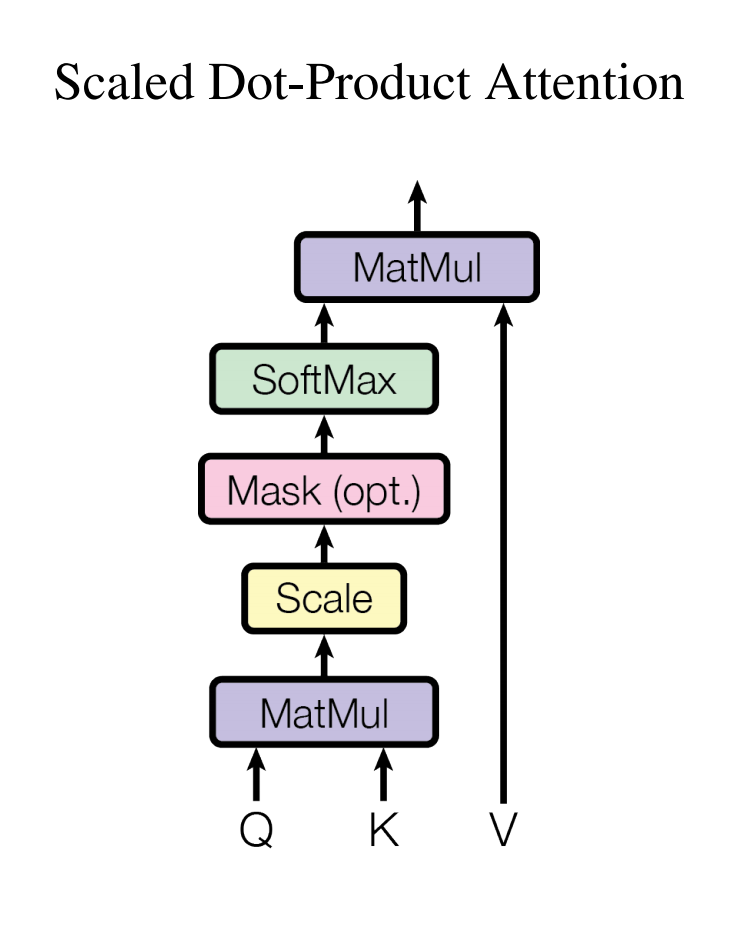 Scaled Dot-Product Attention
MatMul
SoftMax
Mask (opt.)
Scale
MatMul
Q K V